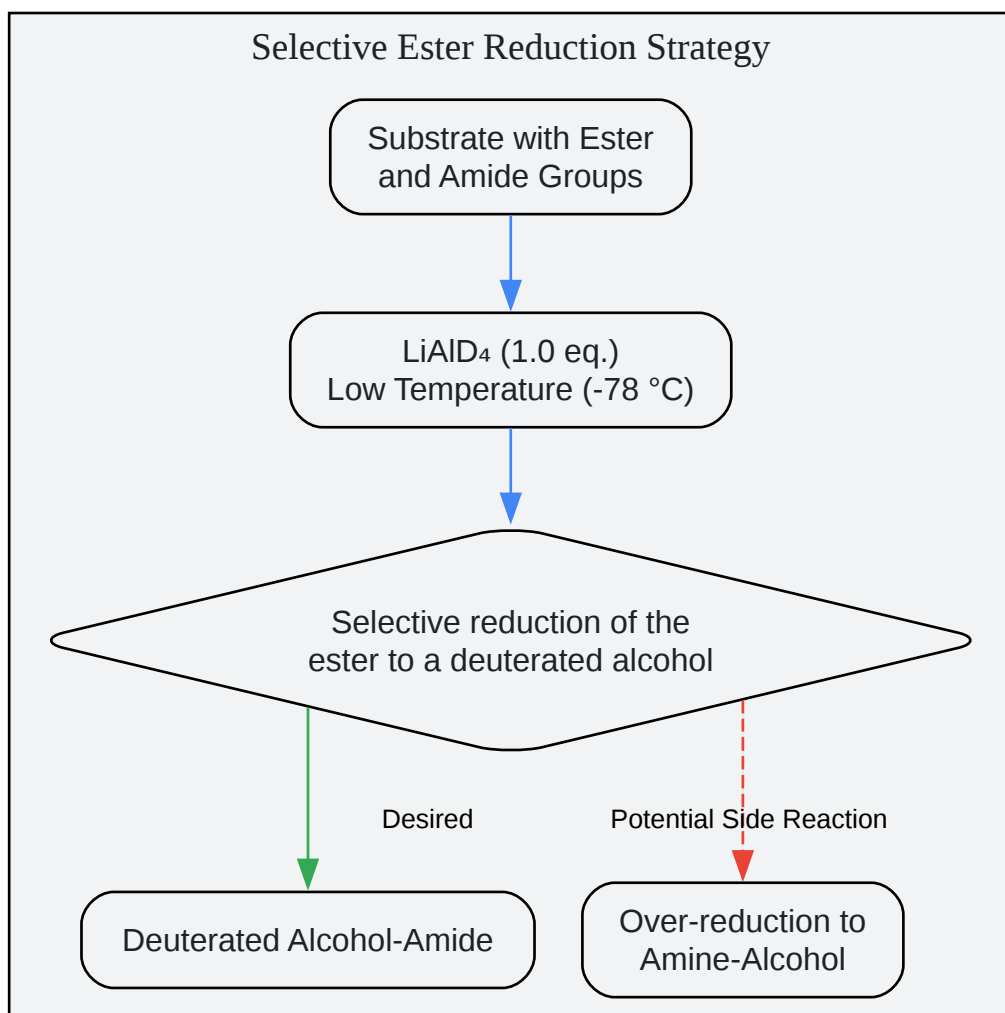 Selective Ester Reduction Strategy
Substrate with Ester
and Amide Groups
LiAlD₄ (1.0 eq.)
Low Temperature (-78 °C)
Selective reduction of the
ester to a deuterated alcohol
Desired
Potential Side Reaction
Deuterated Alcohol-Amide
Over-reduction to
Amine-Alcohol